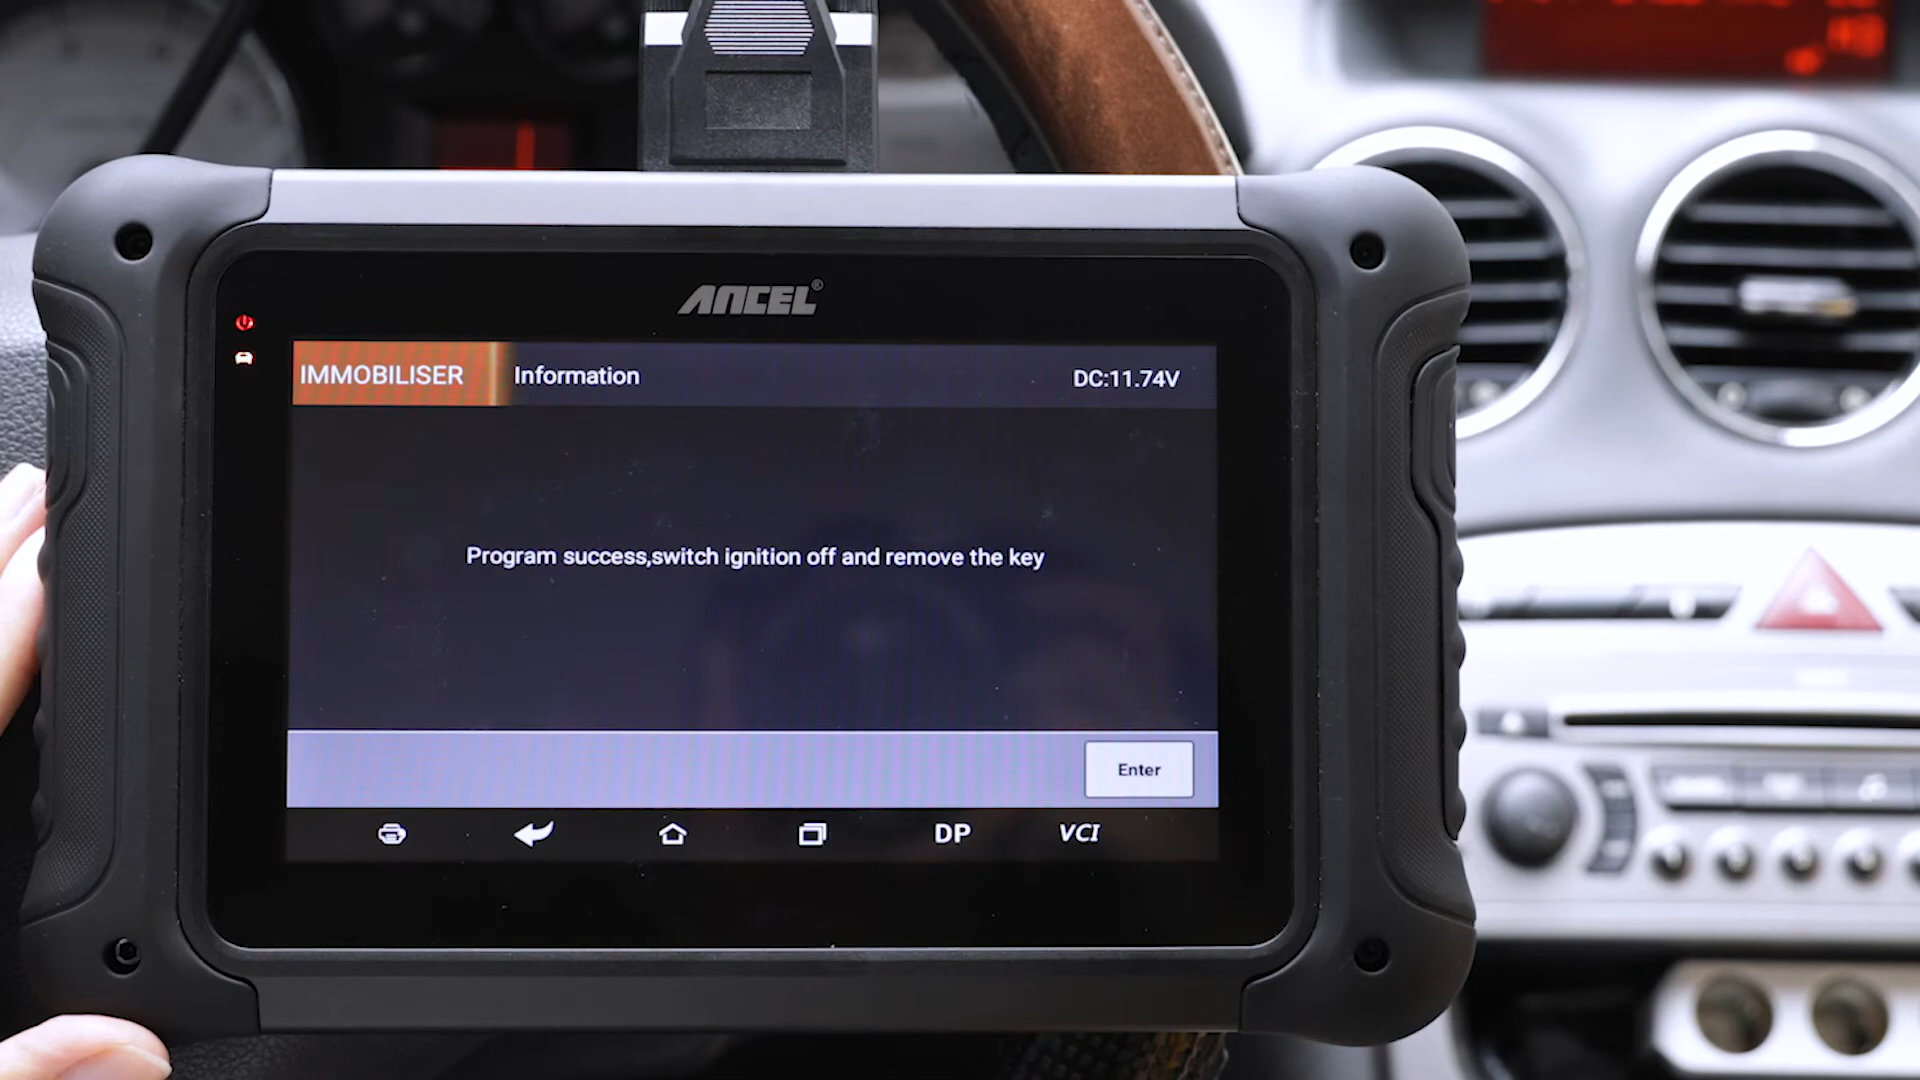 ANCEL®
IMMOBILISER Information DC:11.74V
Program success,switch ignition off and remove the key
Enter
DP VCI